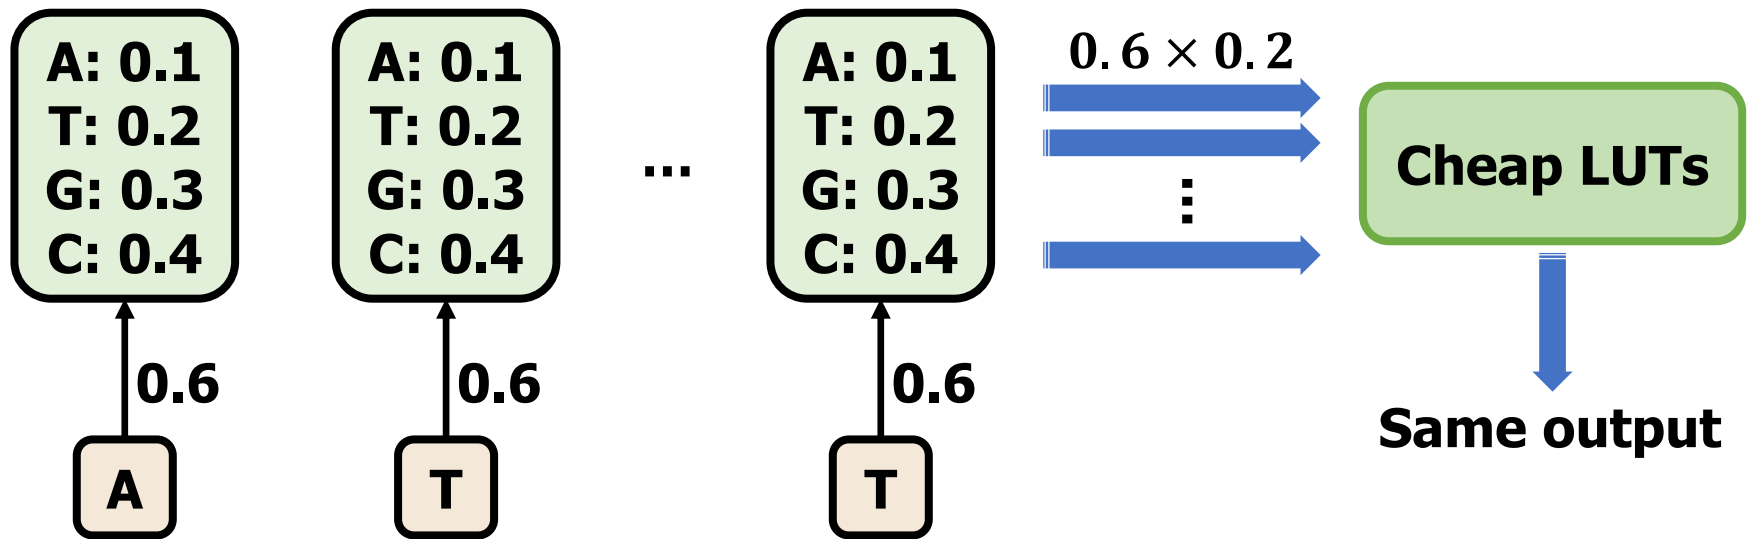 A: 0.1
T: 0.2
G: 0.3
C: 0.4
0.6
A
A: 0.1
T: 0.2
G: 0.3
C: 0.4
0.6
T
...
A: 0.1
T: 0.2
G: 0.3
C: 0.4
0.6
T
0.6 × 0.2
⋮
Cheap LUTs
Same output